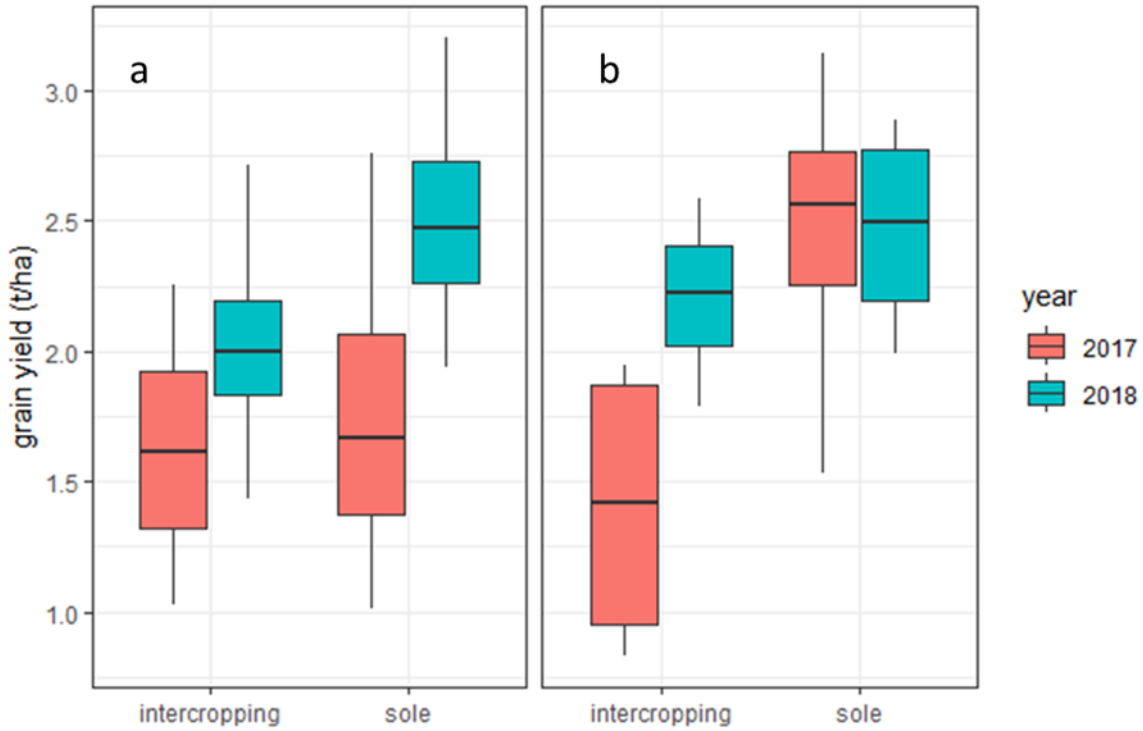 a
b
3.0
2.5
2.0
1.5
1.0
grain yield (t/ha)
intercropping
sole
intercropping
sole
year
2017
2018